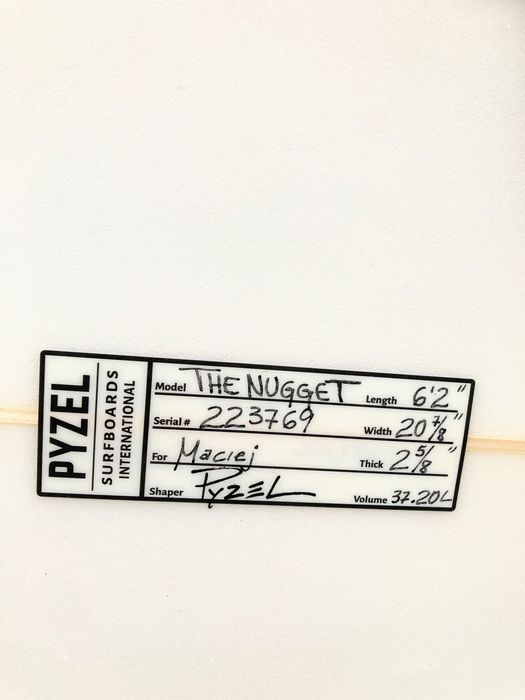 PYZEL
SURFBOARDS
INTERNATIONAL
Model THE NUGGET Length 6'2"
Serial # 223769 Width 20 7/8"
For Maciej Thick 2 5/8"
Shaper PYZEL Volume 37.20L